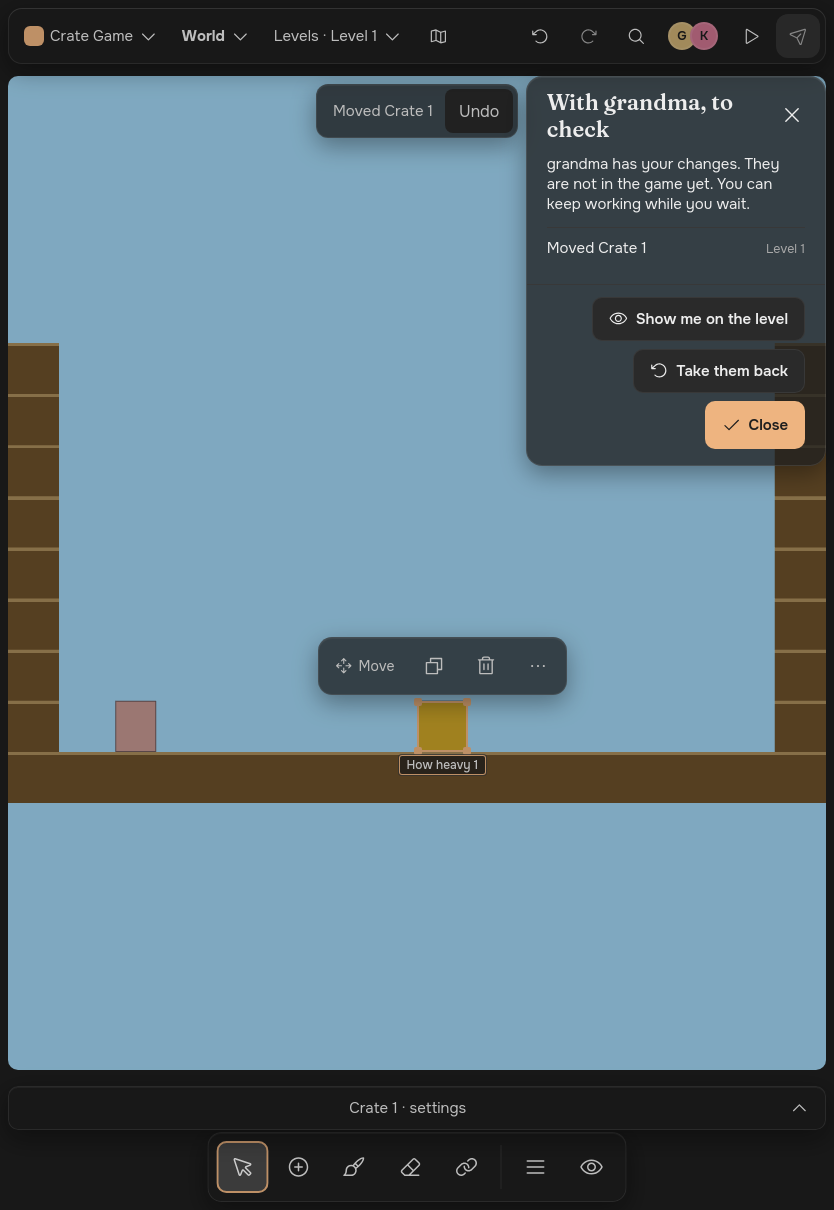 Crate Game
World
Levels · Level 1
G
K
Moved Crate 1
Undo
With grandma, to
check
grandma has your changes. They
are not in the game yet. You can
keep working while you wait.
Moved Crate 1
Level 1
Show me on the level
Take them back
Close
Move
How heavy 1
Crate 1 · settings